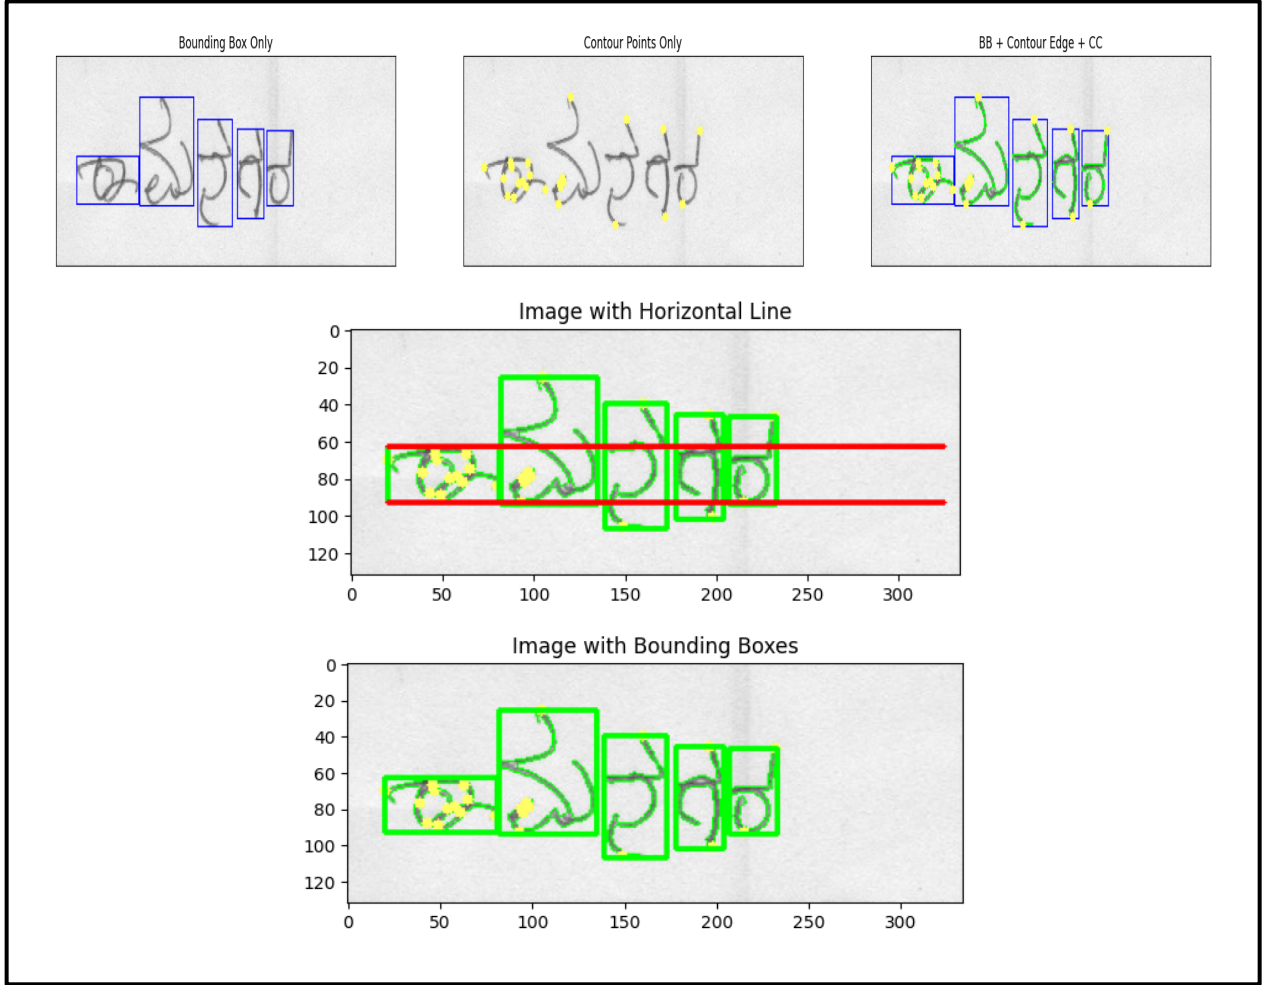 Bounding Box Only
Contour Points Only
BB + Contour Edge + CC
Image with Horizontal Line
0
20
40
60
80
100
120
0 50 100 150 200 250 300
Image with Bounding Boxes
0
20
40
60
80
100
120
0 50 100 150 200 250 300